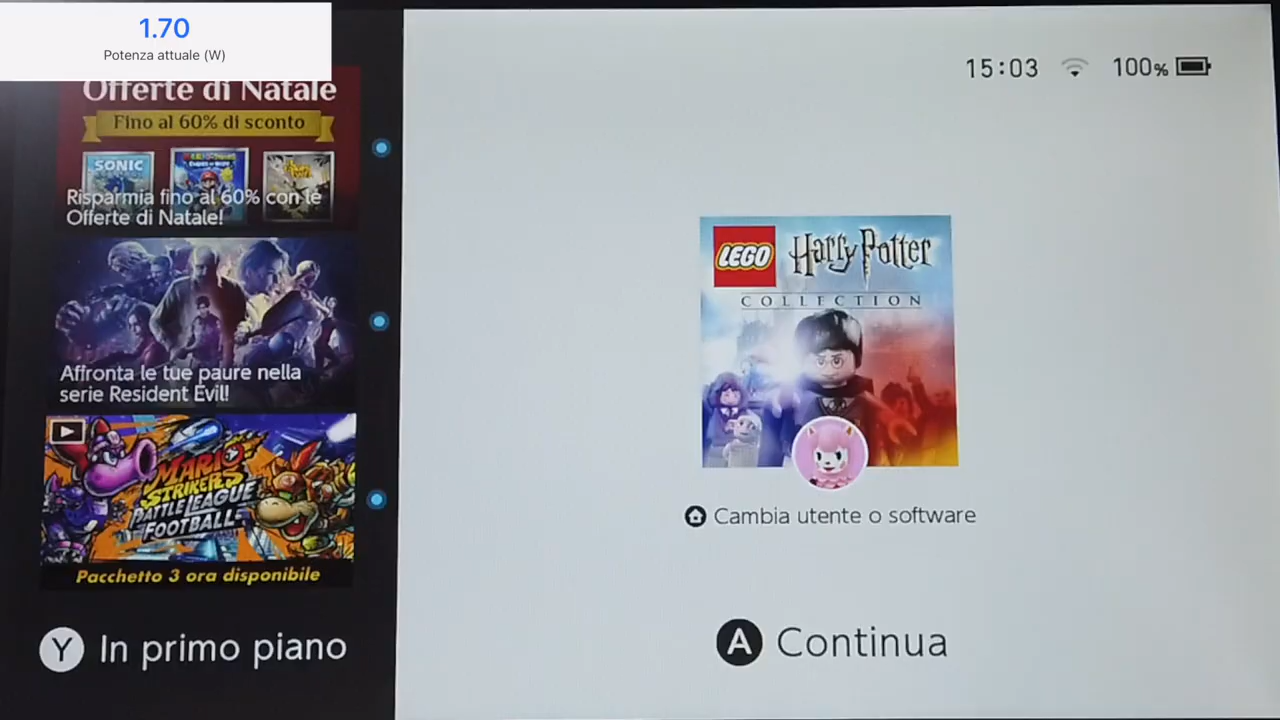 1.70
Potenza attuale (W)
Offerte di Natale
Fino al 60% di sconto
SONIC
Risparmia fino al 60% con le
Offerte di Natale!
Affronta le tue paure nella
serie Resident Evil!
MARIO
STRIKERS
BATTLE LEAGUE
FOOTBALL
Pacchetto 3 ora disponibile
Y In primo piano
15:03 100%
LEGO Harry Potter
COLLECTION
Cambia utente o software
A Continua